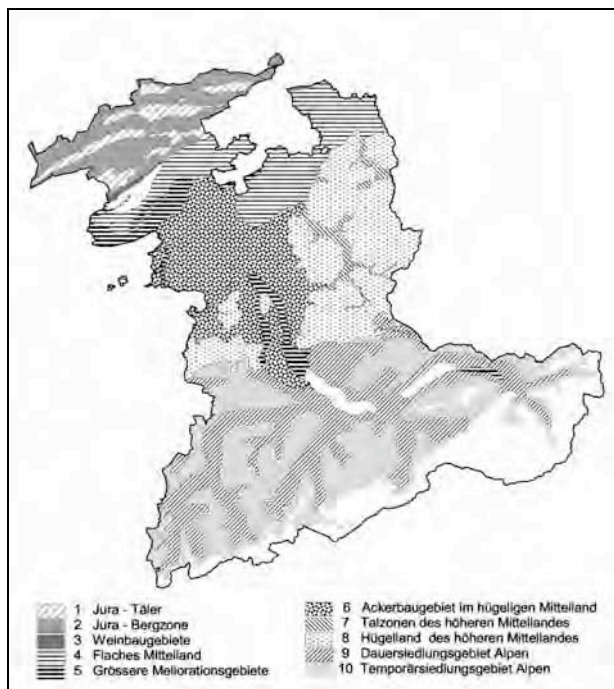 1 Jura - Täler
2 Jura - Bergzone
3 Weinbaugebiete
4 Flaches Mittelland
5 Grössere Meliorationsgebiete
6 Ackerbaugebiet im hügeligen Mittelland
7 Talzonen des höheren Mittellandes
8 Hügelland des höheren Mittellandes
9 Dauersiedlungsgebiet Alpen
10 Temporärsiedlungsgebiet Alpen